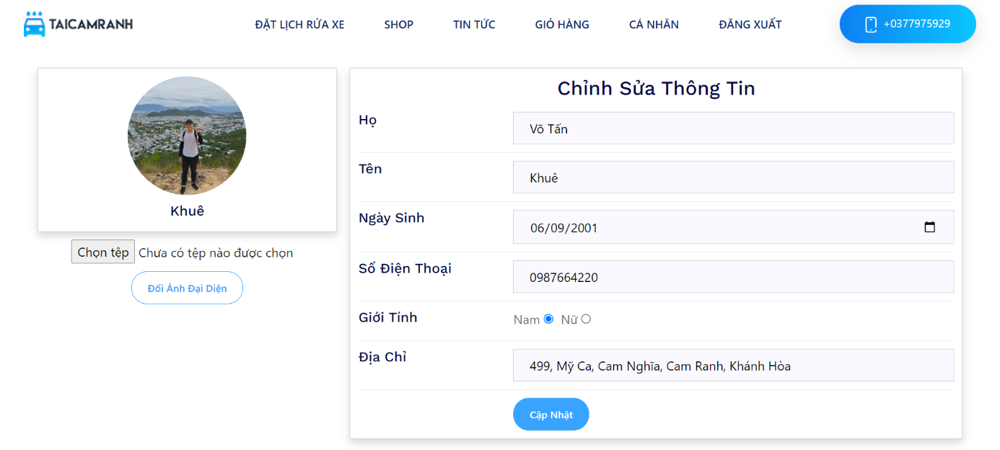 TAICAMRANH
ĐẶT LỊCH RỬA XE
SHOP
TIN TỨC
GIỎ HÀNG
CÁ NHÂN
ĐĂNG XUẤT
+0377975929
Khuê
Chọn tệp Chưa có tệp nào được chọn
Đổi Ảnh Đại Diện
Chỉnh Sửa Thông Tin
Họ
Võ Tấn
Tên
Khuê
Ngày Sinh
06/09/2001
Số Điện Thoại
0987664220
Giới Tính
Nam Nữ
Địa Chỉ
499, Mỹ Ca, Cam Nghĩa, Cam Ranh, Khánh Hòa
Cập Nhật